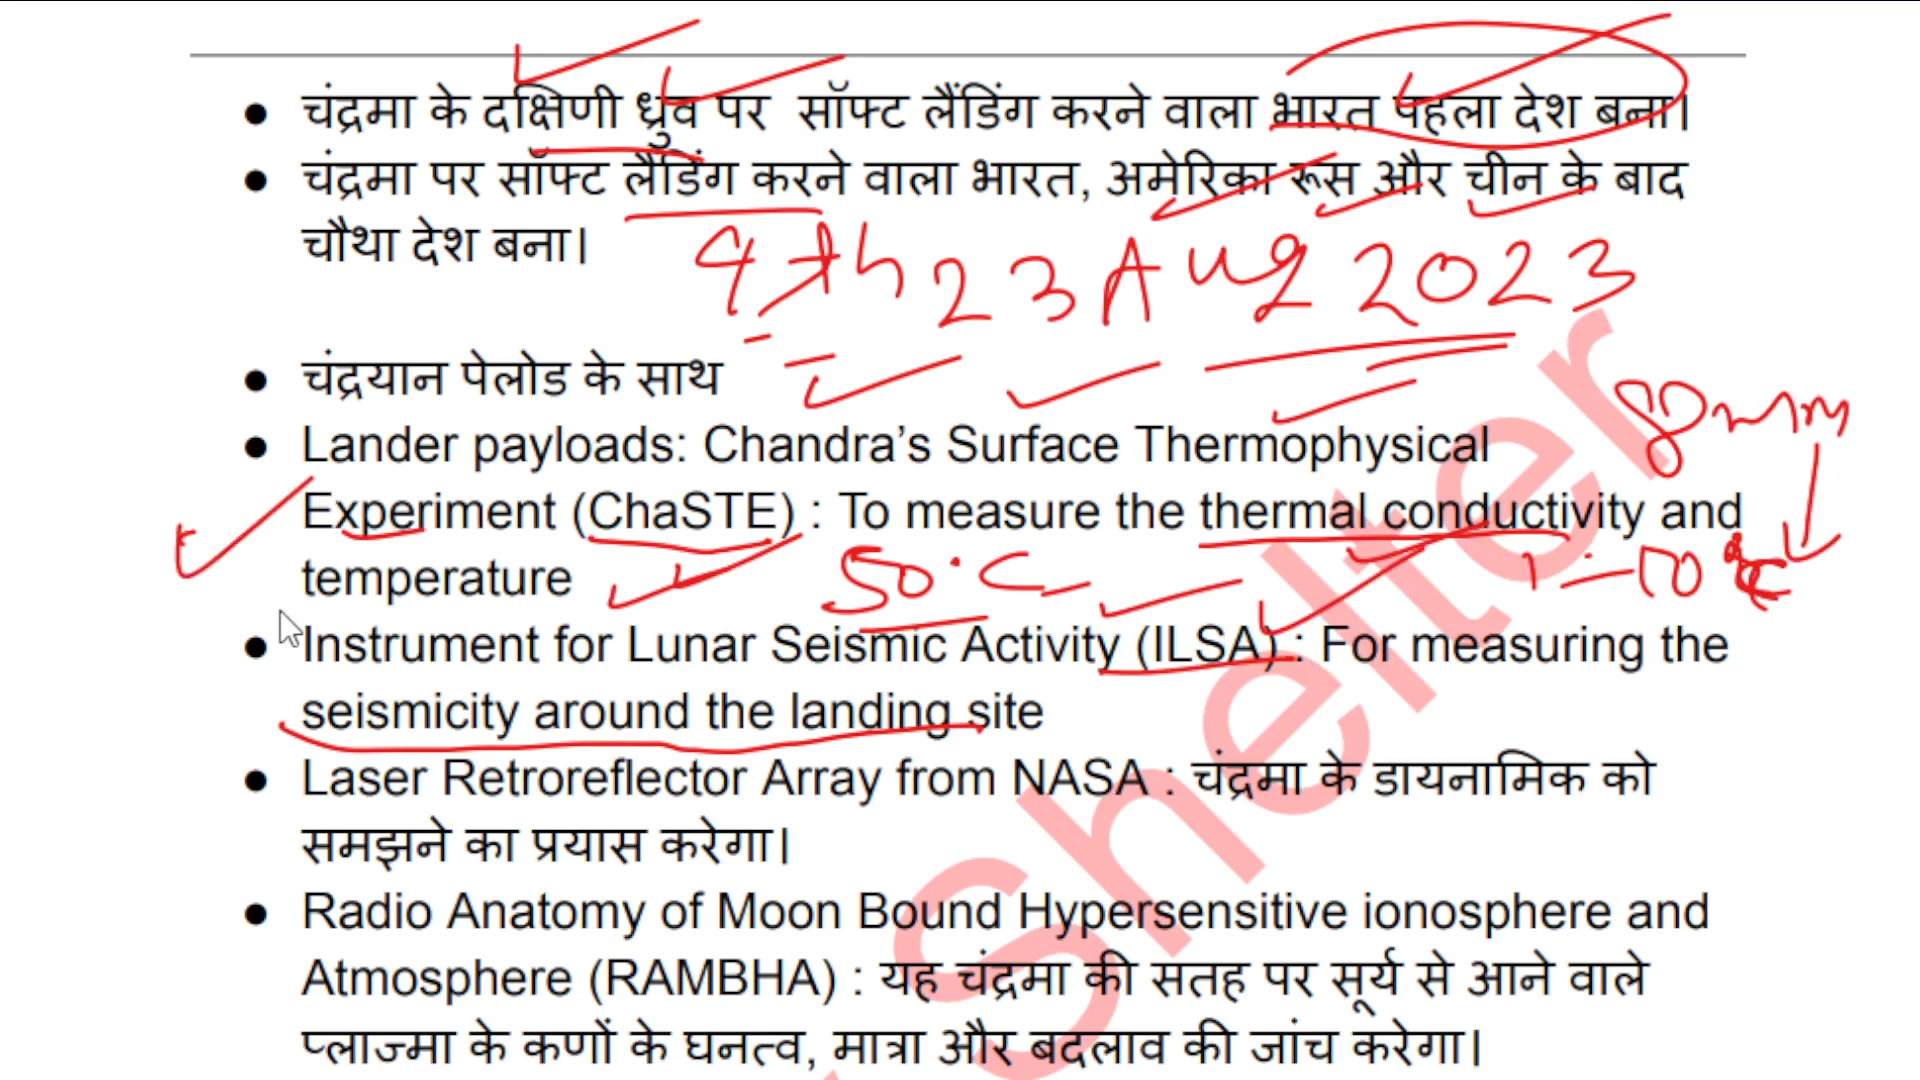 ● चंद्रमा के दक्षिणी ध्रुव पर सॉफ्ट लैंडिंग करने वाला भारत पहला देश बना।
● चंद्रमा पर सॉफ्ट लैंडिंग करने वाला भारत, अमेरिका रूस और चीन के बाद
चौथा देश बना।
4th 23 Aug 2023
● चंद्रयान पेलोड के साथ
80mm
● Lander payloads: Chandra’s Surface Thermophysical
Experiment (ChaSTE) : To measure the thermal conductivity and
temperature
50°C
● Instrument for Lunar Seismic Activity (ILSA) : For measuring the
seismicity around the landing site
● Laser Retroreflector Array from NASA : चंद्रमा के डायनामिक को
समझने का प्रयास करेगा।
● Radio Anatomy of Moon Bound Hypersensitive ionosphere and
Atmosphere (RAMBHA) : यह चंद्रमा की सतह पर सूर्य से आने वाले
प्लाज्मा के कणों के घनत्व, मात्रा और बदलाव की जांच करेगा।
Shelter